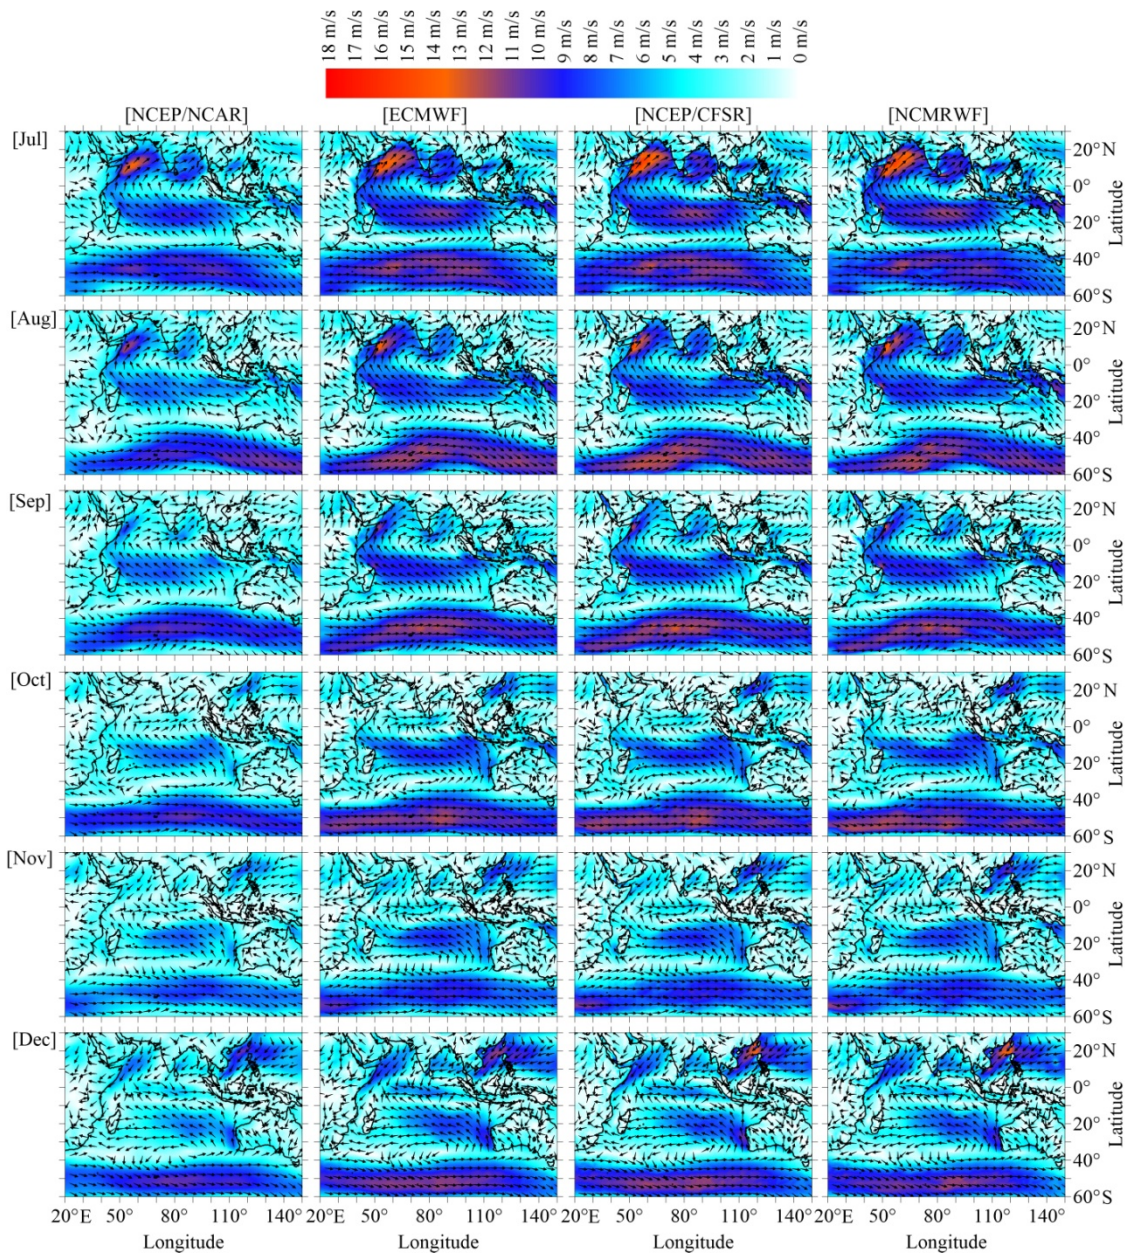 18 m/s
17 m/s
16 m/s
15 m/s
14 m/s
13 m/s
12 m/s
11 m/s
10 m/s
9 m/s
8 m/s
7 m/s
6 m/s
5 m/s
4 m/s
3 m/s
2 m/s
1 m/s
0 m/s
[NCEP/NCAR] [ECMWF] [NCEP/CFSR] [NCMRWF]
[Jul]
20°N
0°
20°
40°
60°S
Latitude
[Aug]
20°N
0°
20°
40°
60°S
Latitude
[Sep]
20°N
0°
20°
40°
60°S
Latitude
[Oct]
20°N
0°
20°
40°
60°S
Latitude
[Nov]
20°N
0°
20°
40°
60°S
Latitude
[Dec]
20°N
0°
20°
40°
60°S
Latitude
20°E 50° 80° 110° 140° 20°E 50° 80° 110° 140° 20°E 50° 80° 110° 140° 20°E 50° 80° 110° 140°
Longitude Longitude Longitude Longitude